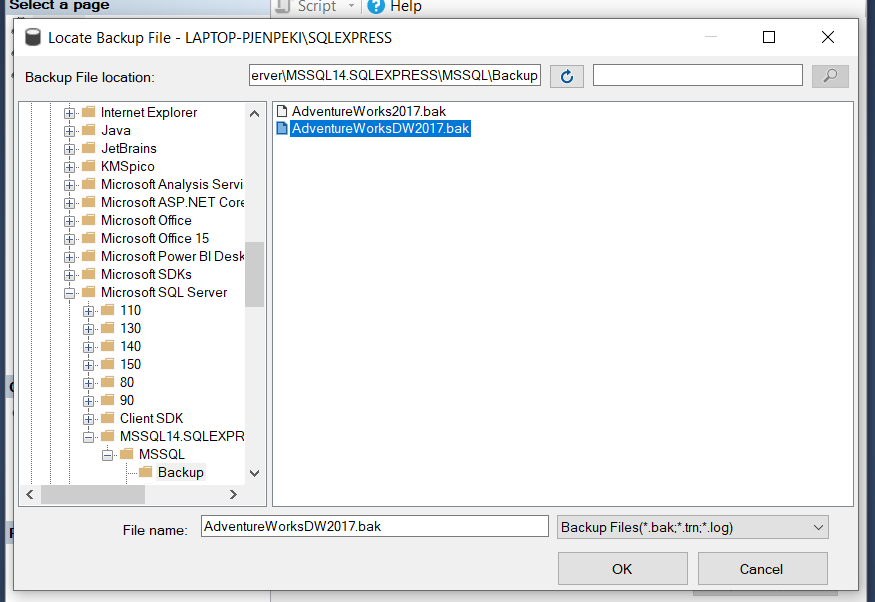 Select a page
Script
Help
Locate Backup File - LAPTOP-PJENPEKI\SQLEXPRESS
Backup File location:
erver\MSSQL14.SQLEXPRESS\MSSQL\Backup
Internet Explorer
Java
JetBrains
KMSpico
Microsoft Analysis Servi
Microsoft ASP.NET Core
Microsoft Office
Microsoft Office 15
Microsoft Power BI Desk
Microsoft SDKs
Microsoft SQL Server
110
130
140
150
80
90
Client SDK
MSSQL14.SQLEXPR
MSSQL
Backup
AdventureWorks2017.bak
AdventureWorksDW2017.bak
File name:
AdventureWorksDW2017.bak
Backup Files(*.bak;*.trn;*.log)
OK
Cancel